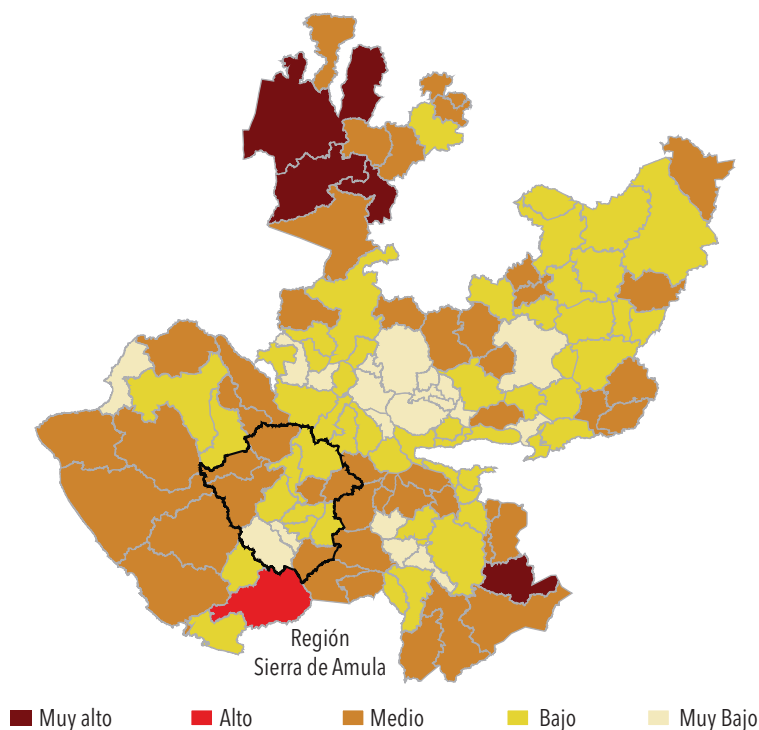 Región
Sierra de Amula
Muy alto
Alto
Medio
Bajo
Muy Bajo